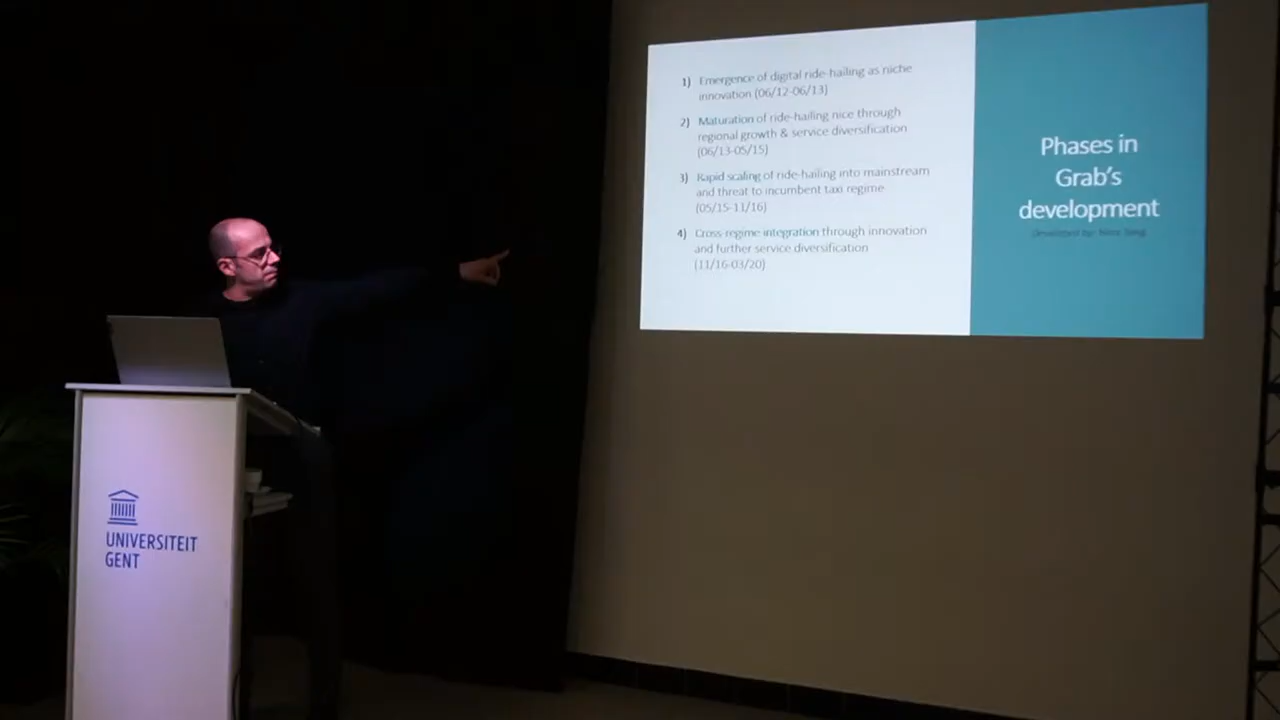 1) Emergence of digital ride-hailing as niche
innovation (06/12-06/13)
2) Maturation of ride-hailing nice through
regional growth & service diversification
(06/13-05/15)
3) Rapid scaling of ride-hailing into mainstream
and threat to incumbent taxi regime
(05/15-11/16)
4) Cross-regime integration through innovation
and further service diversification
(11/16-03/20)
Phases in
Grab's
development
Developed by:
UNIVERSITEIT
GENT